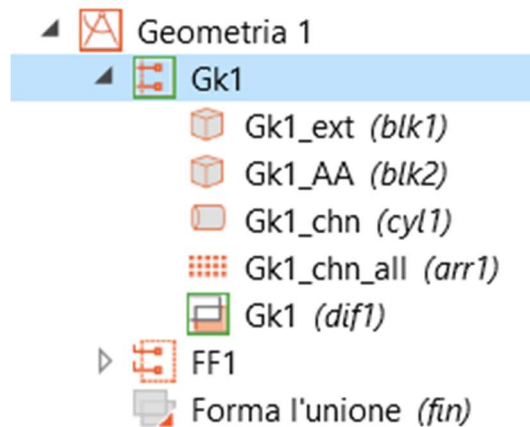 Geometria 1
Gk1
Gk1_ext (blk1)
Gk1_AA (blk2)
Gk1_chn (cyl1)
Gk1_chn_all (arr1)
Gk1 (dif1)
FF1
Forma l'unione (fin)